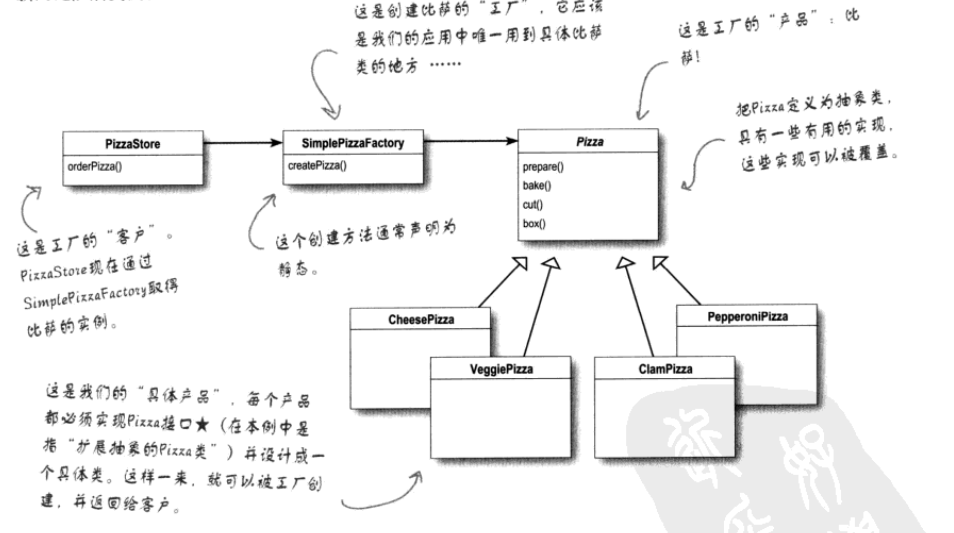 这是创建比萨的“工厂”，它应该
是我们的应用中唯一用到具体比萨
类的地方……
这是工厂的“产品”：比
萨！
把Pizza定义为抽象类，
具有一些有用的实现，
这些实现可以被覆盖。
PizzaStore
orderPizza()
SimplePizzaFactory
createPizza()
Pizza
prepare()
bake()
cut()
box()
这是工厂的“客户”。
PizzaStore现在通过
SimplePizzaFactory取得
比萨的实例。
这个创建方法通常声明为
静态。
CheesePizza
VeggiePizza
ClamPizza
PepperoniPizza
这是我们的“具体产品”，每个产品
都必须实现Pizza接口★（在本例中是
指“扩展抽象的Pizza类”）并设计成一
个具体类。这样一来，就可以被工厂创
建，并返回给客户。